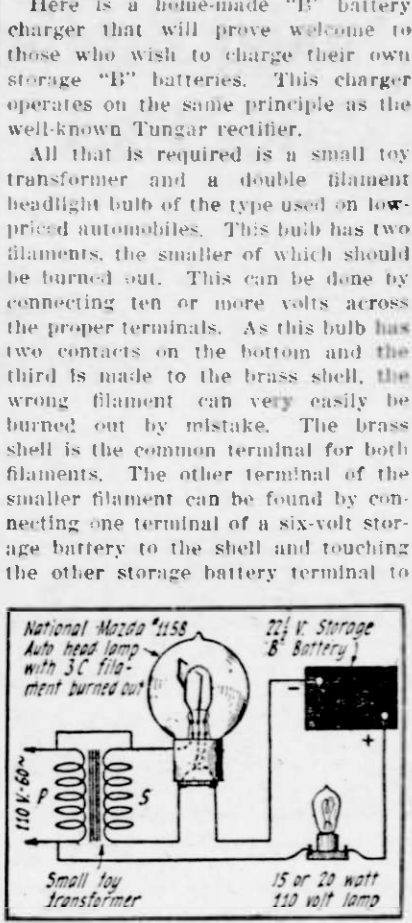 Here is a home-made "B" battery
charger that will prove welcome to
those who wish to charge their own
storage "B" batteries. This charger
operates on the same principle as the
well-known Tungar rectifier.
All that is required is a small toy
transformer and a double filament
headlight bulb of the type used on low-
priced automobiles. This bulb has two
filaments, the smaller of which should
be burned out. This can be done by
connecting ten or more volts across
the proper terminals. As this bulb has
two contacts on the bottom and the
third is made to the brass shell, the
wrong filament can very easily be
burned out by mistake. The brass
shell is the common terminal for both
filaments. The other terminal of the
smaller filament can be found by con-
necting one terminal of a six-volt stor-
age battery to the shell and touching
the other storage battery terminal to
National Mazda #1158
Auto head lamp
with 3 C fila-
ment burned out
22½ V. Storage
"B" Battery
-
+
110 V.-60~
P
S
Small toy
transformer
15 or 20 watt
110 volt lamp